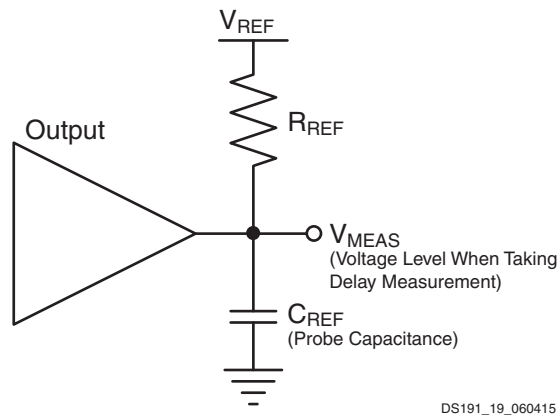 VREF
RREF
Output
VMEAS
(Voltage Level When Taking
Delay Measurement)
CREF
(Probe Capacitance)
DS191_19_060415